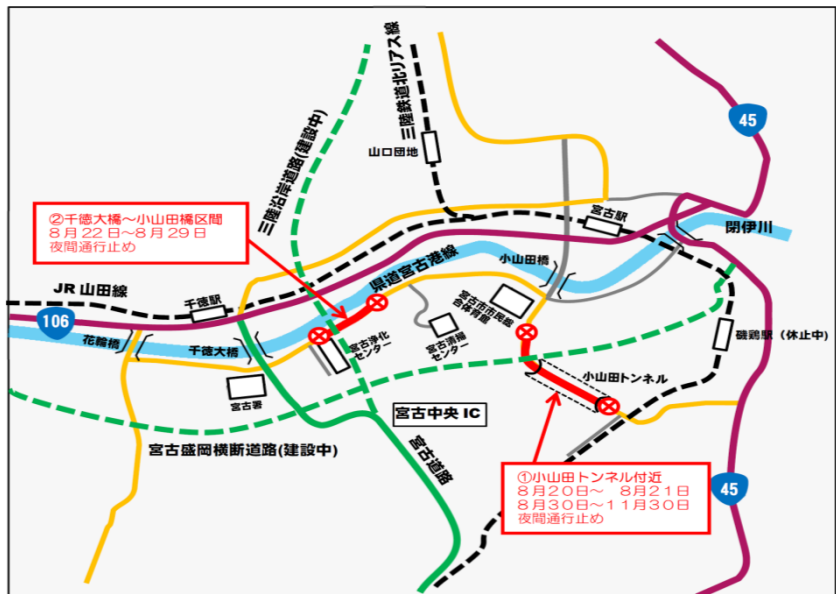 三陸沿岸道路(建設中)
三陸鉄道北リアス線
山口団地
45
②千徳大橋～小山田橋区間
８月２２日～８月２９日
夜間通行止め
宮古駅
閉伊川
県道宮古港線
小山田橋
JR 山田線
千徳駅
106
花輪橋
千徳大橋
宮古浄化
センター
宮古清掃
センター
宮古市市民総
合体育館
磯鶏駅（休止中）
宮古署
小山田トンネル
宮古中央 IC
宮古盛岡横断道路(建設中)
宮古道路
①小山田トンネル付近
８月２０日～　８月２１日
８月３０日～１１月３０日
夜間通行止め
45